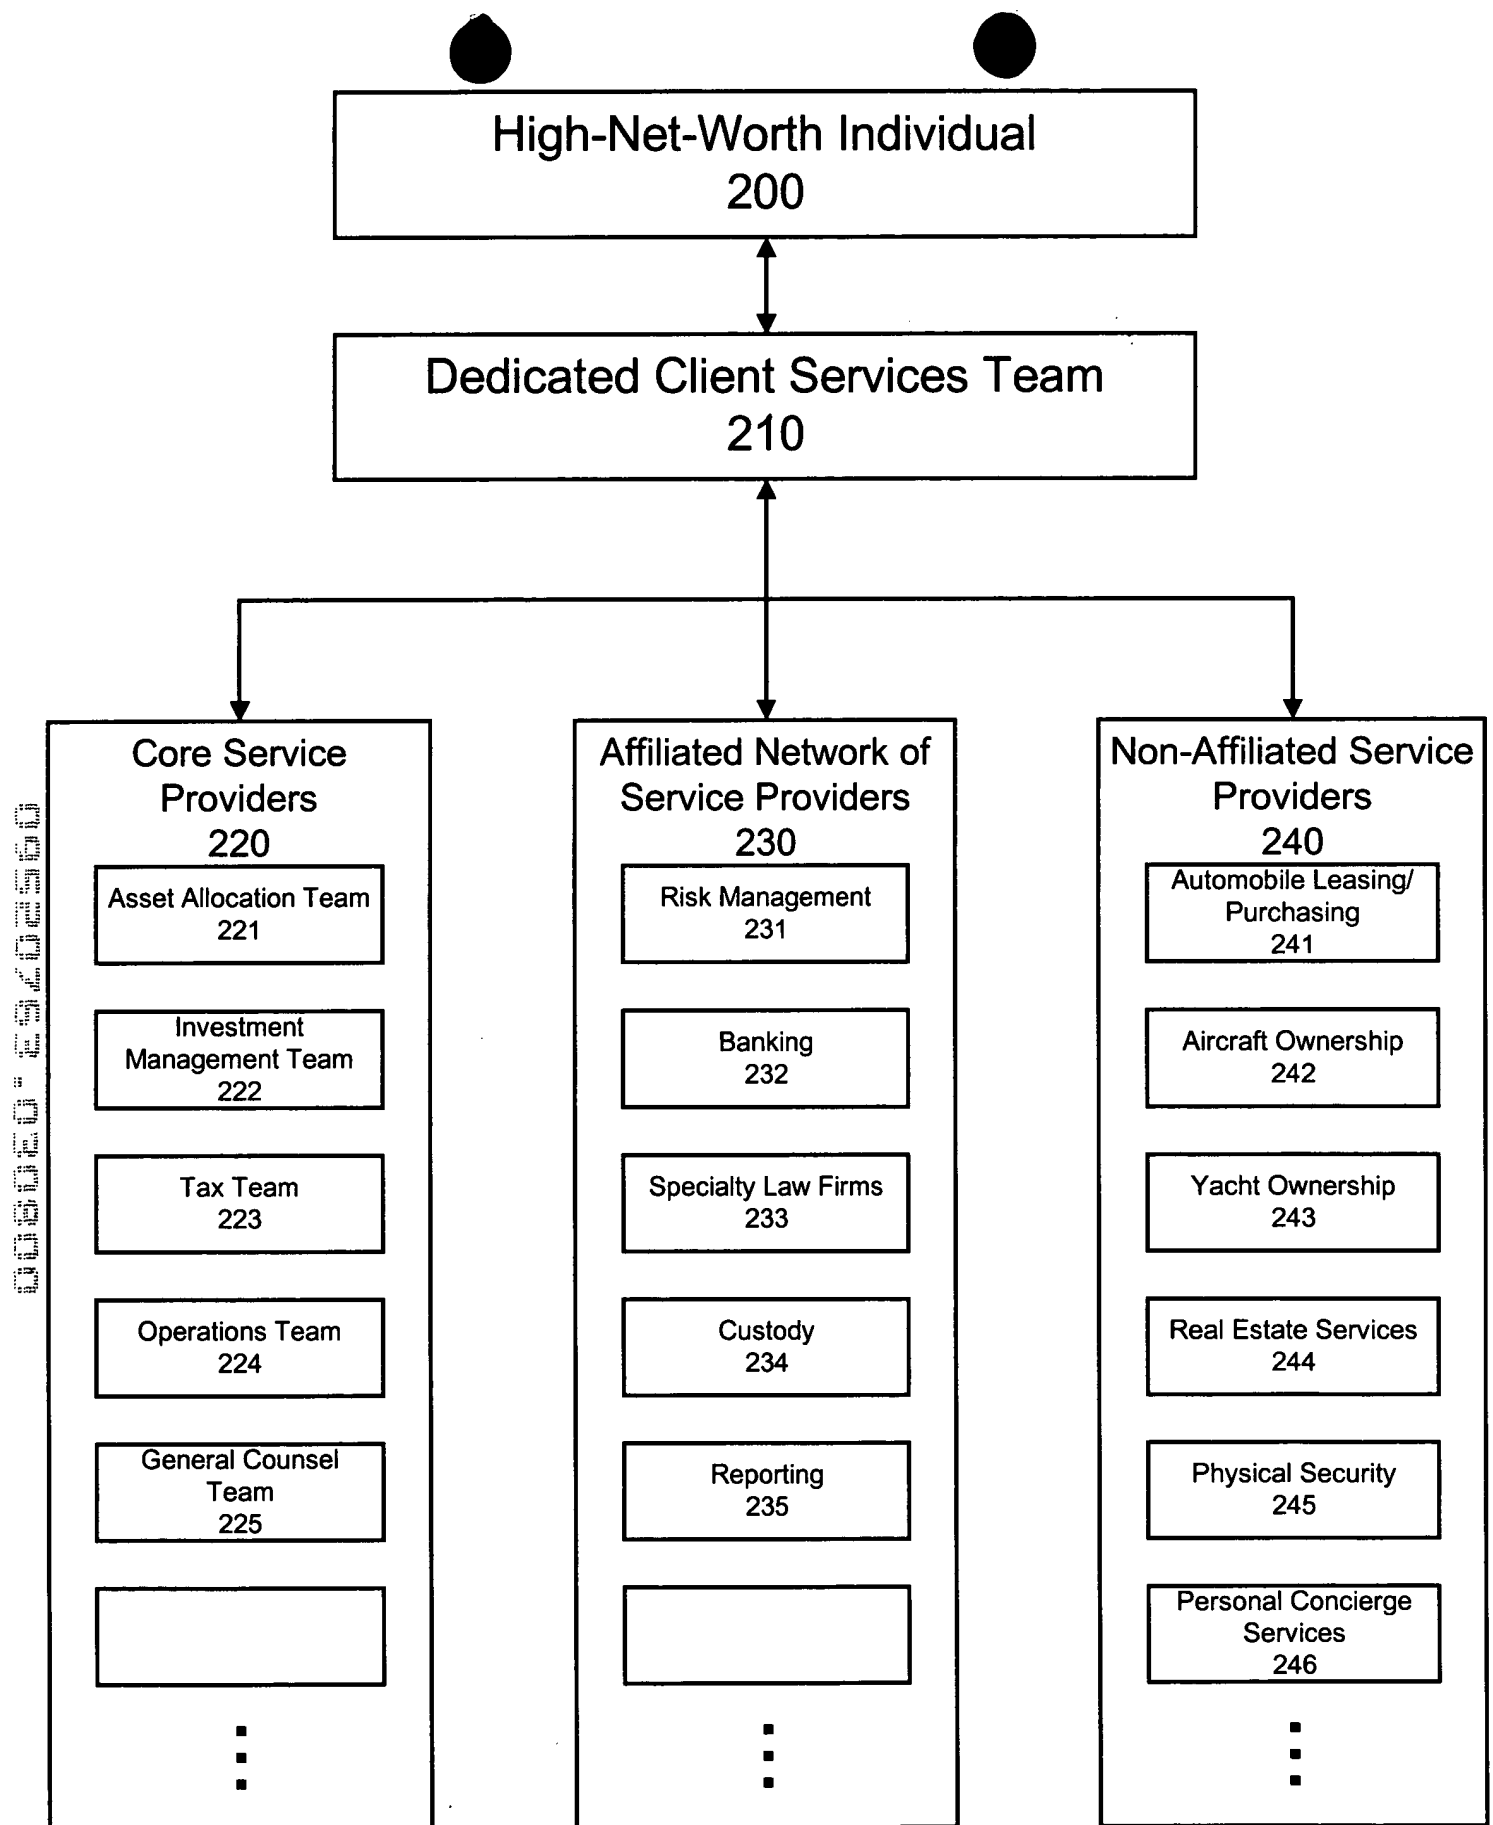 High-Net-Worth Individual
200
Dedicated Client Services Team
210
Core Service
Providers
220
Asset Allocation Team
221
Investment
Management Team
222
Tax Team
223
Operations Team
224
General Counsel
Team
225
Affiliated Network of
Service Providers
230
Risk Management
231
Banking
232
Specialty Law Firms
233
Custody
234
Reporting
235
Non-Affiliated Service
Providers
240
Automobile Leasing/
Purchasing
241
Aircraft Ownership
242
Yacht Ownership
243
Real Estate Services
244
Physical Security
245
Personal Concierge
Services
246